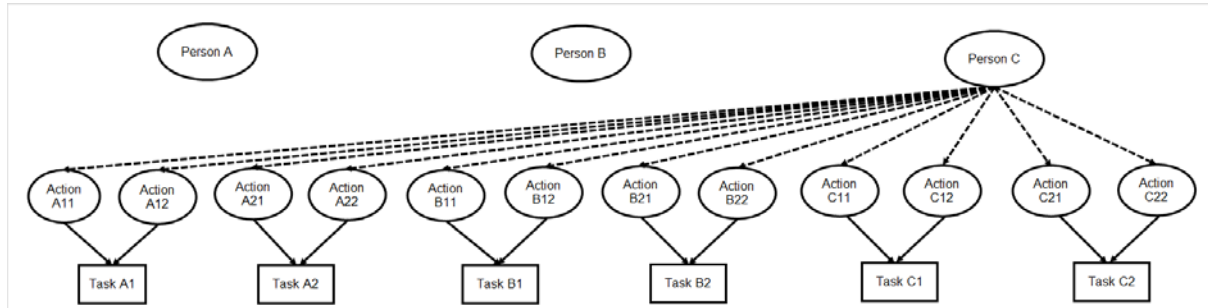 Person A
Person B
Person C
Action
A11
Action
A12
Action
A21
Action
A22
Action
B11
Action
B12
Action
B21
Action
B22
Action
C11
Action
C12
Action
C21
Action
C22
Task A1
Task A2
Task B1
Task B2
Task C1
Task C2